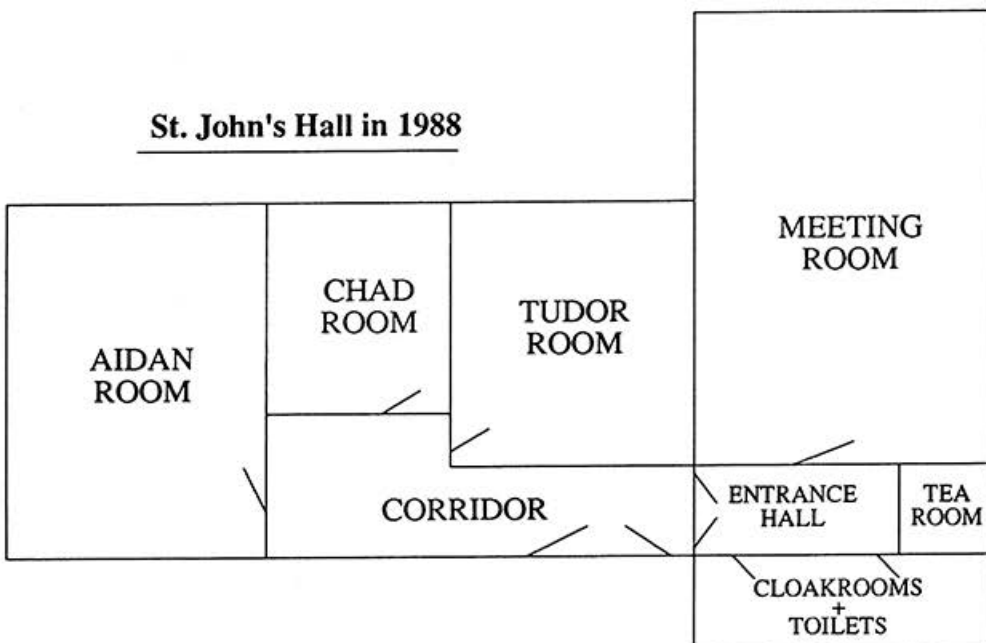 St. John's Hall in 1988
MEETING
ROOM
CHAD
ROOM
TUDOR
ROOM
AIDAN
ROOM
CORRIDOR
ENTRANCE
HALL
TEA
ROOM
CLOAKROOMS
+
TOILETS